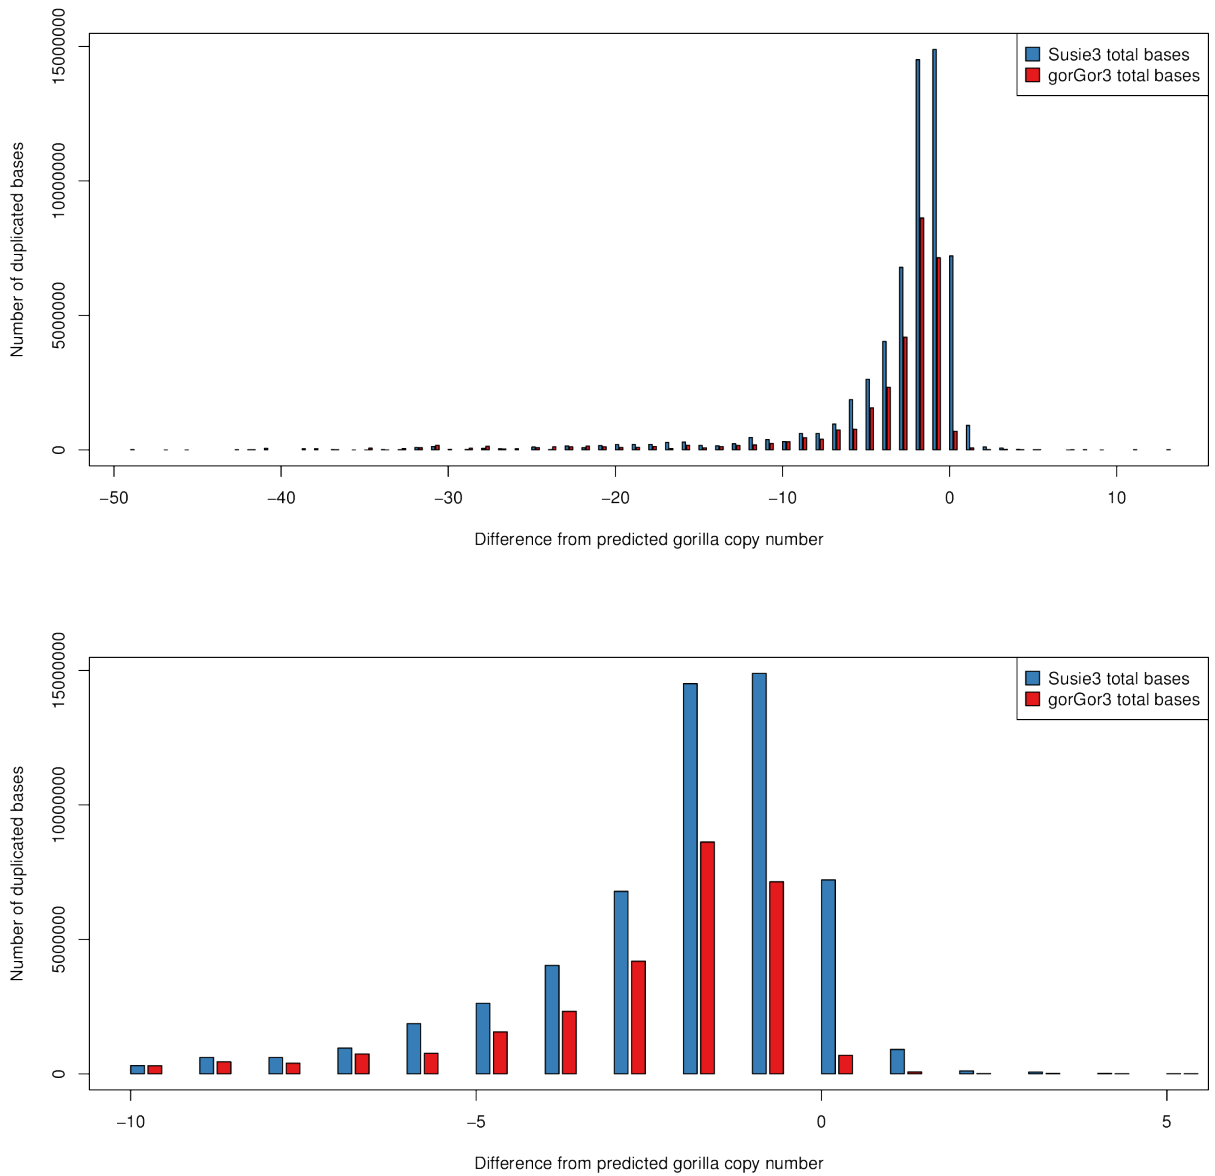 15000000
10000000
5000000
0
Number of duplicated bases
Susie3 total bases
gorGor3 total bases
−50 −40 −30 −20 −10 0 10
Difference from predicted gorilla copy number
15000000
10000000
5000000
0
Number of duplicated bases
Susie3 total bases
gorGor3 total bases
−10 −5 0 5
Difference from predicted gorilla copy number